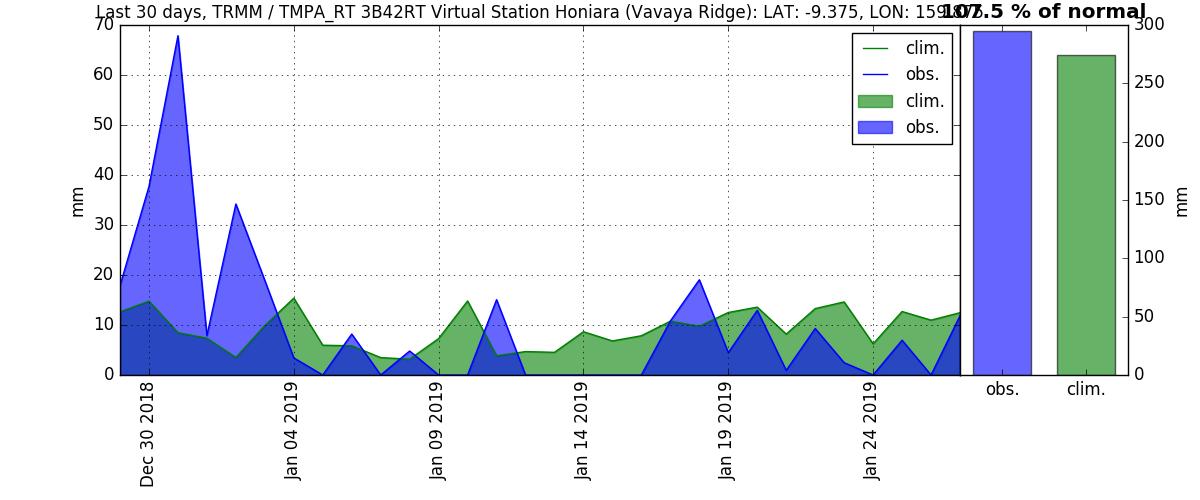 Last 30 days, TRMM / TMPA_RT 3B42RT Virtual Station Honiara (Vavaya Ridge): LAT: -9.375, LON: 159.875
107.5 % of normal
70
60
50
40
30
20
10
0
mm
clim.
obs.
clim.
obs.
Dec 30 2018
Jan 04 2019
Jan 09 2019
Jan 14 2019
Jan 19 2019
Jan 24 2019
300
250
200
150
100
50
0
mm
obs.
clim.